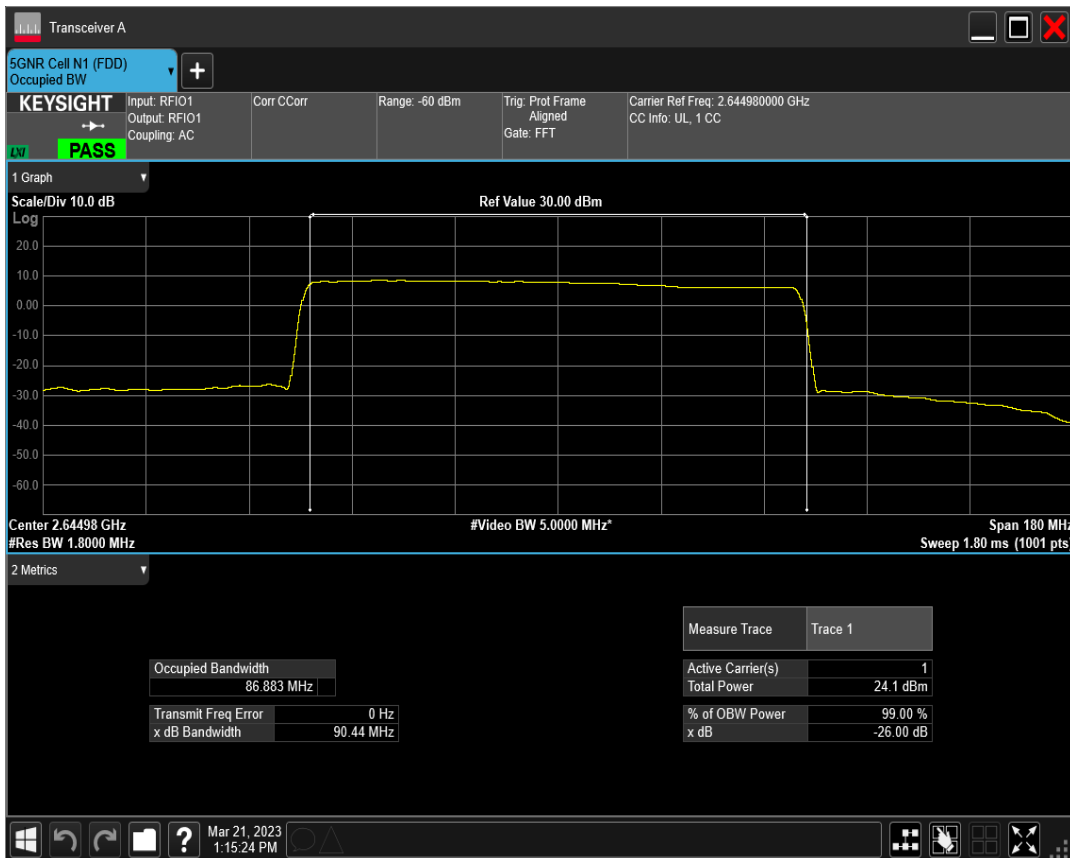 Transceiver A
5GNR Cell N1 (FDD)
Occupied BW
+
KEYSIGHT
LXI
PASS
Input: RFIO1
Output: RFIO1
Coupling: AC
Corr CCorr
Range: -60 dBm
Trig: Prot Frame
Aligned
Gate: FFT
Carrier Ref Freq: 2.644980000 GHz
CC Info: UL, 1 CC
1 Graph
Scale/Div 10.0 dB
Ref Value 30.00 dBm
Log
20.0
10.0
0.00
-10.0
-20.0
-30.0
-40.0
-50.0
-60.0
Center 2.64498 GHz
#Video BW 5.0000 MHz*
Span 180 MHz
#Res BW 1.8000 MHz
Sweep 1.80 ms (1001 pts)
2 Metrics
Measure Trace Trace 1
Occupied Bandwidth
86.883 MHz
Active Carrier(s) 1
Total Power 24.1 dBm
Transmit Freq Error 0 Hz
x dB Bandwidth 90.44 MHz
% of OBW Power 99.00 %
x dB -26.00 dB
?
Mar 21, 2023
1:15:24 PM